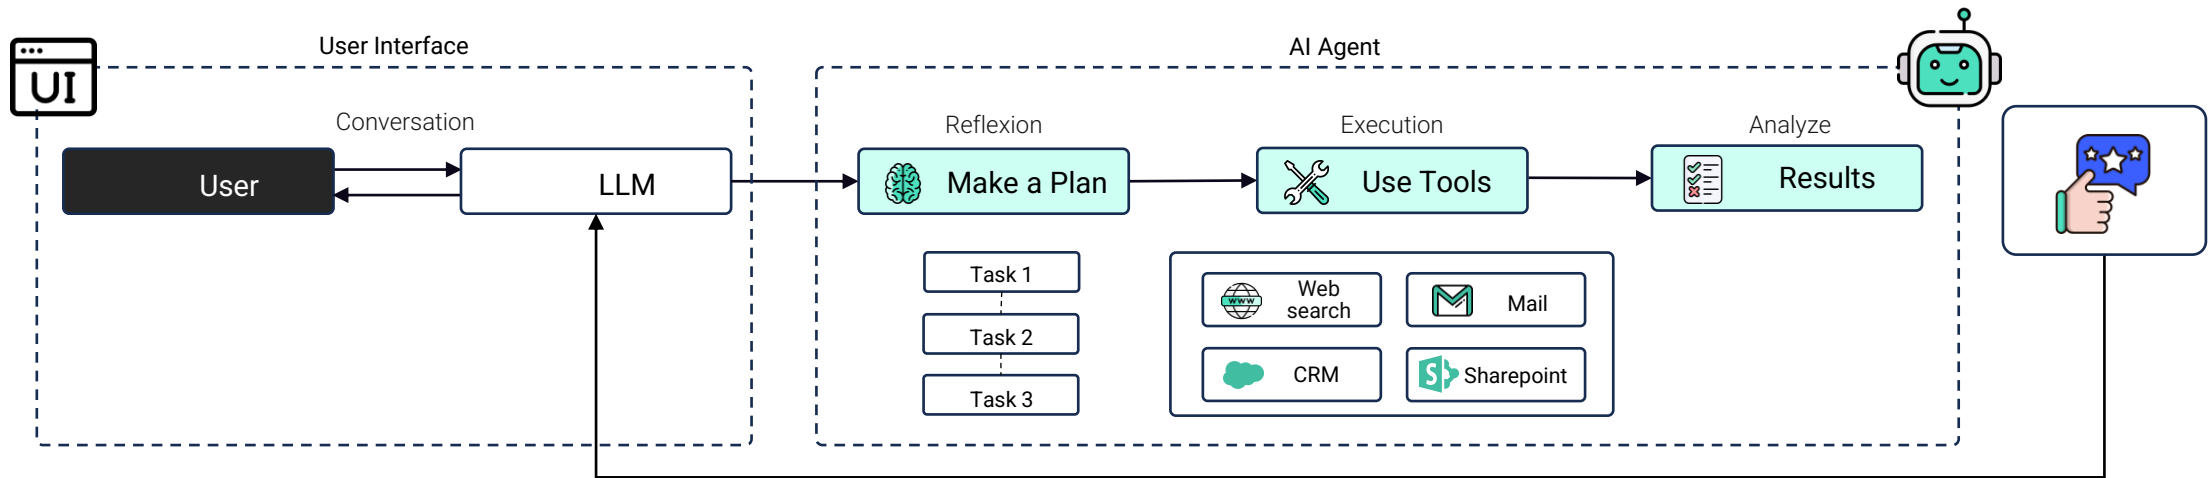 User Interface
AI Agent
UI
Conversation
Reflexion
Execution
Analyze
User
LLM
Make a Plan
Use Tools
Results
Task 1
Task 2
Task 3
www
Web
search
Mail
CRM
S
Sharepoint